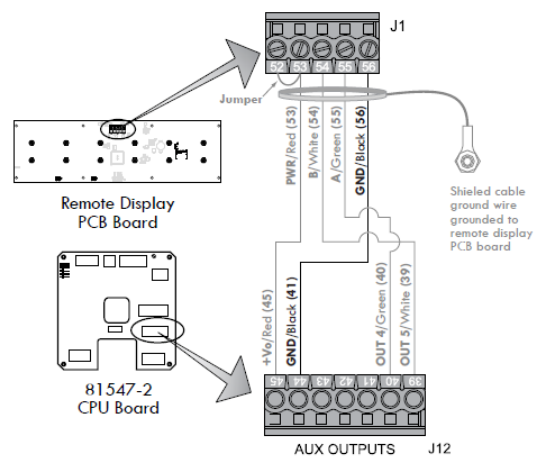 J1
52 53 54 55 56
Jumper
PWR/Red (53)
B/White (54)
A/Green (55)
GND/Black (56)
Remote Display
PCB Board
Shielded cable
ground wire
grounded to
remote display
PCB board
+Vo/Red (45)
GND/Black (41)
OUT 4/Green (40)
OUT 5/White (39)
81547-2
CPU Board
45 44 43 42 41 40 39
AUX OUTPUTS
J12